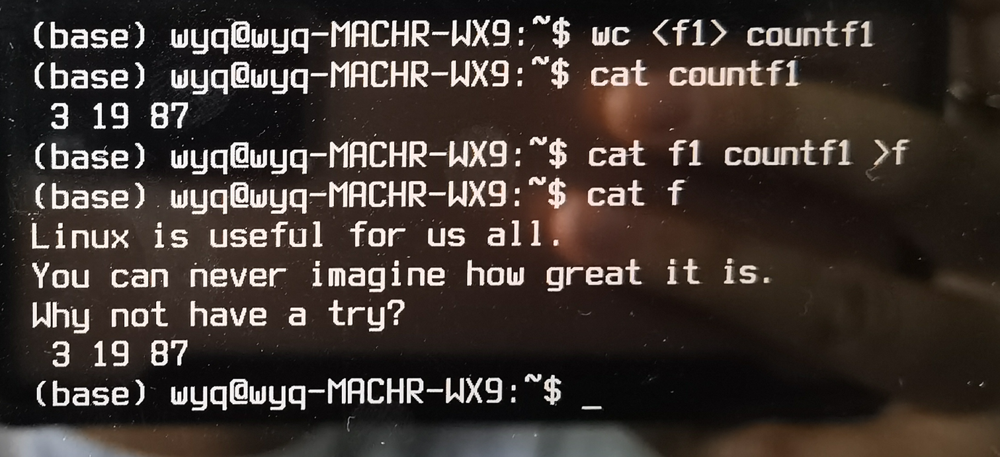 (base) wyq@wyq-MACHR-WX9:~$ wc <f1> countf1
(base) wyq@wyq-MACHR-WX9:~$ cat countf1
 3 19 87
(base) wyq@wyq-MACHR-WX9:~$ cat f1 countf1 >f
(base) wyq@wyq-MACHR-WX9:~$ cat f
Linux is useful for us all.
You can never imagine how great it is.
Why not have a try?
 3 19 87
(base) wyq@wyq-MACHR-WX9:~$ _